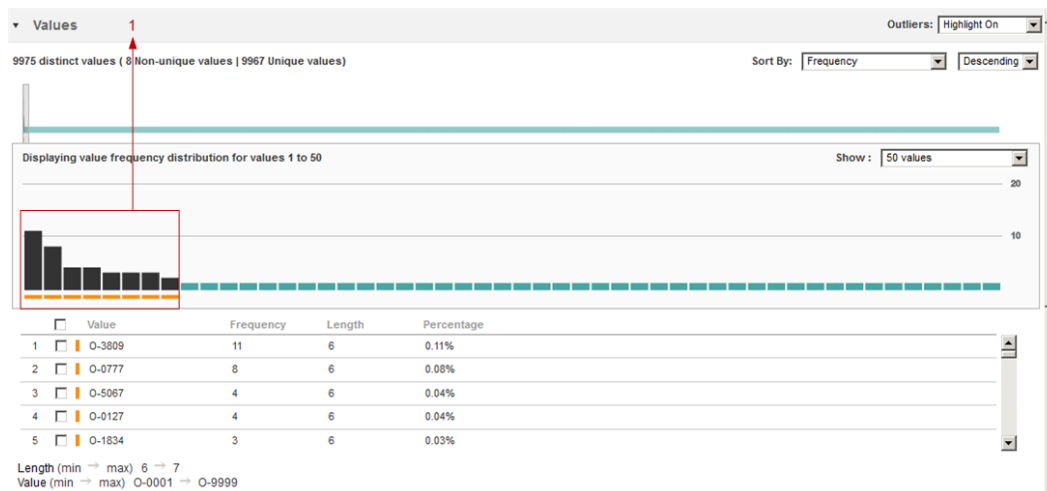 Values 1 Outliers: Highlight On
9975 distinct values ( 8 Non-unique values | 9967 Unique values) Sort By: Frequency Descending
Displaying value frequency distribution for values 1 to 50 Show : 50 values
20
10
Value Frequency Length Percentage
1 O-3809 11 6 0.11%
2 O-0777 8 6 0.08%
3 O-5067 4 6 0.04%
4 O-0127 4 6 0.04%
5 O-1834 3 6 0.03%
Length (min → max) 6 → 7
Value (min → max) O-0001 → O-9999